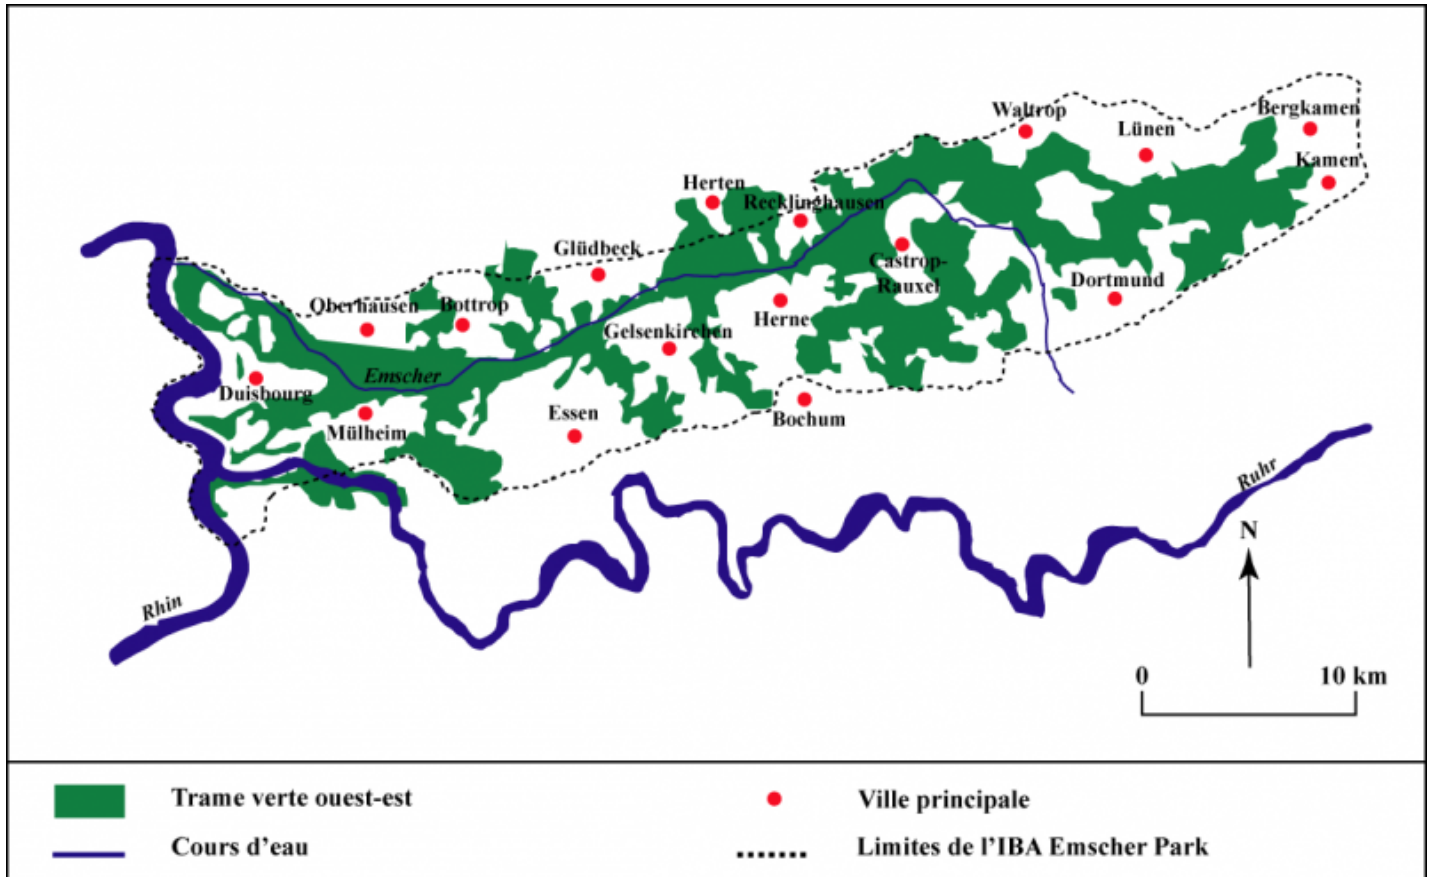 Waltrop
Bergkamen
Lünen
Kamen
Herten
Recklinghausen
Glüdbeck
Castrop-
Rauxel
Dortmund
Oberhausen
Bottrop
Herne
Gelsenkirchen
Emscher
Duisbourg
Essen
Bochum
Mülheim
Ruhr
N
Rhin
0 10 km
Trame verte ouest-est
Ville principale
Cours d'eau
Limites de l'IBA Emscher Park